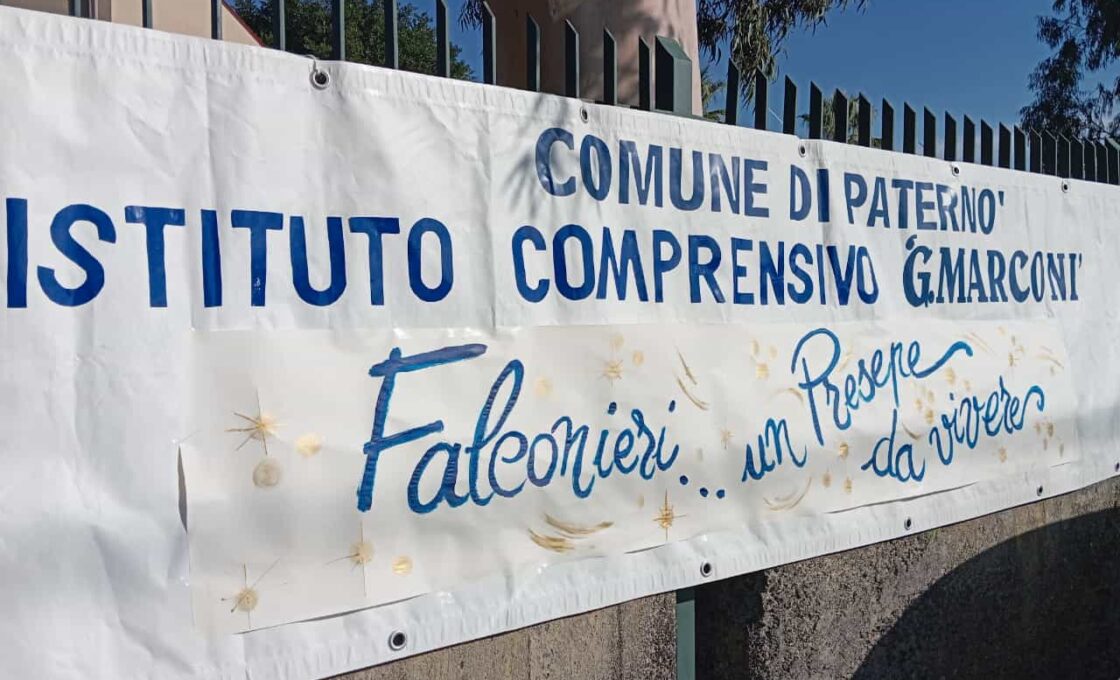 COMUNE DI PATERNO'
ISTITUTO COMPRENSIVO 'G.MARCONI'
Falconieri... un Presepe
da vivere